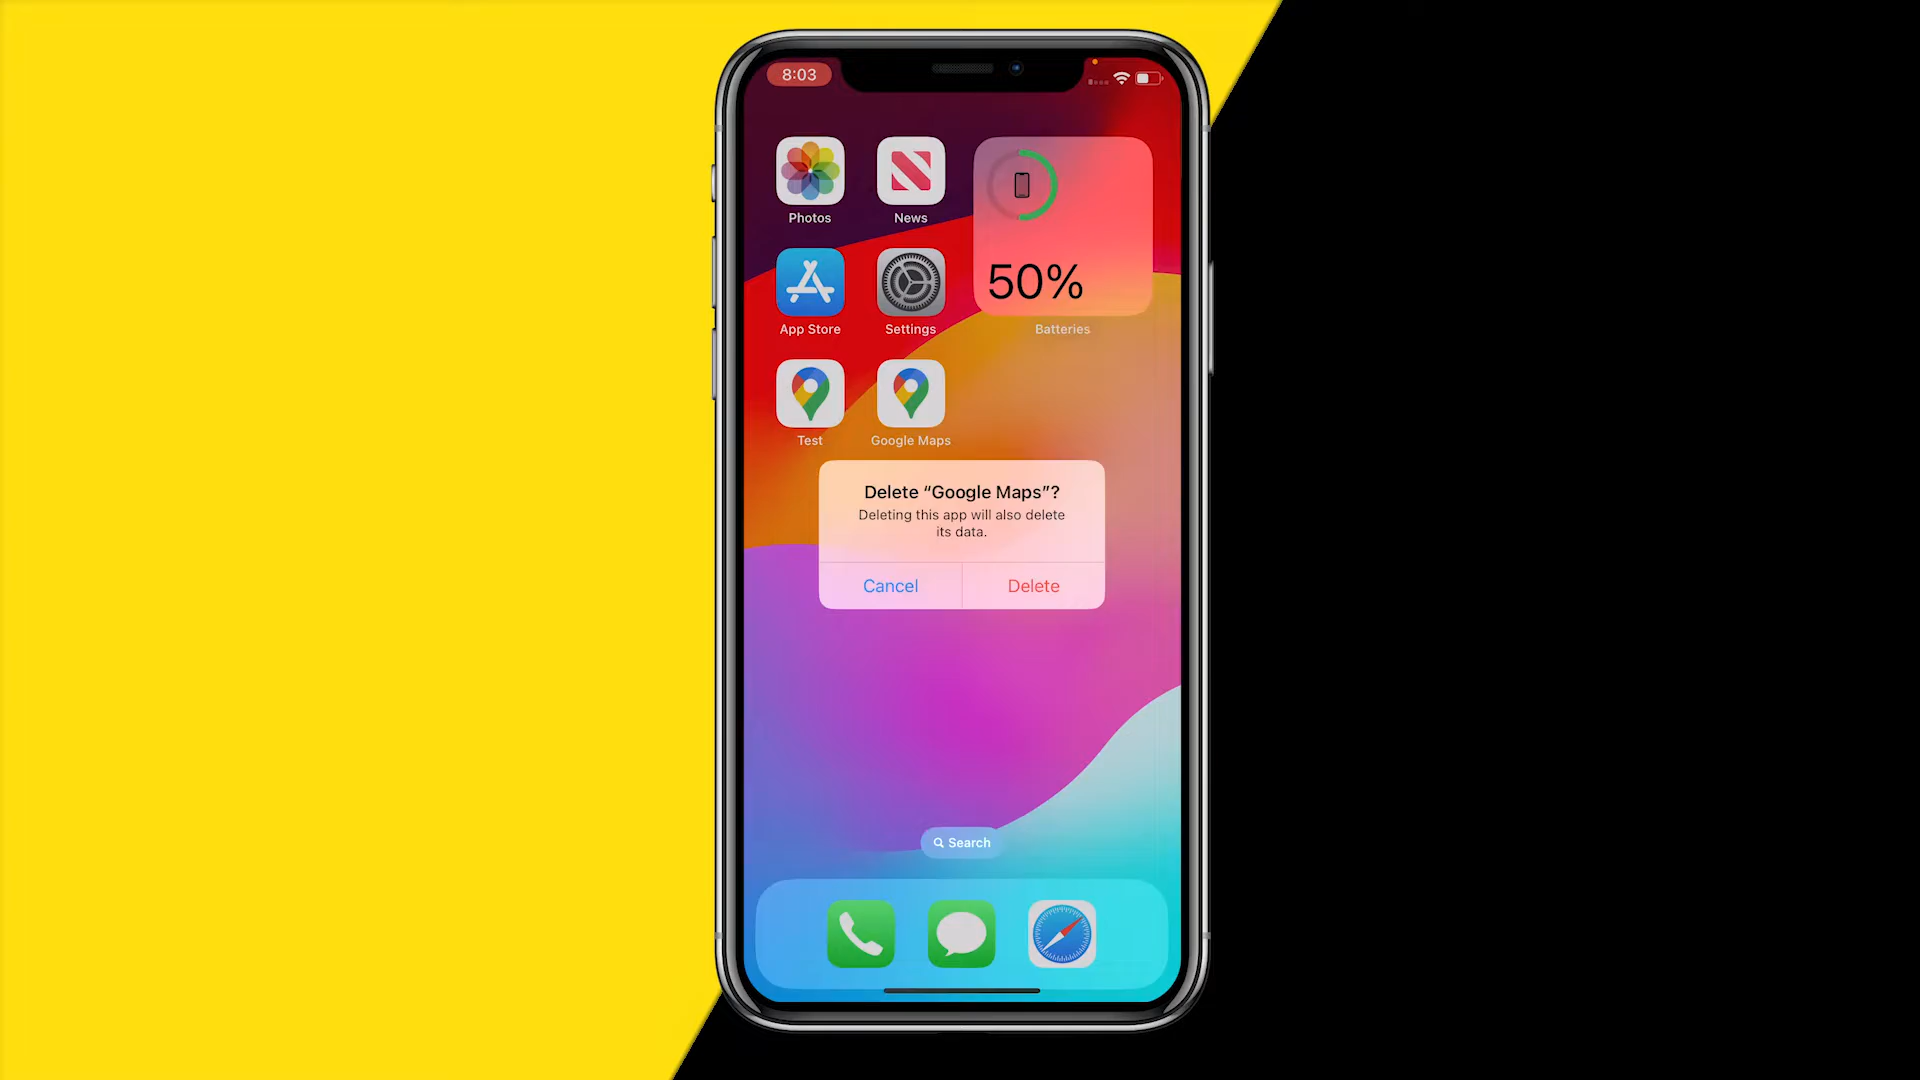 8:03
Photos
News
50%
App Store
Settings
Batteries
Test
Google Maps
Delete “Google Maps”?
Deleting this app will also delete
its data.
Cancel
Delete
Search